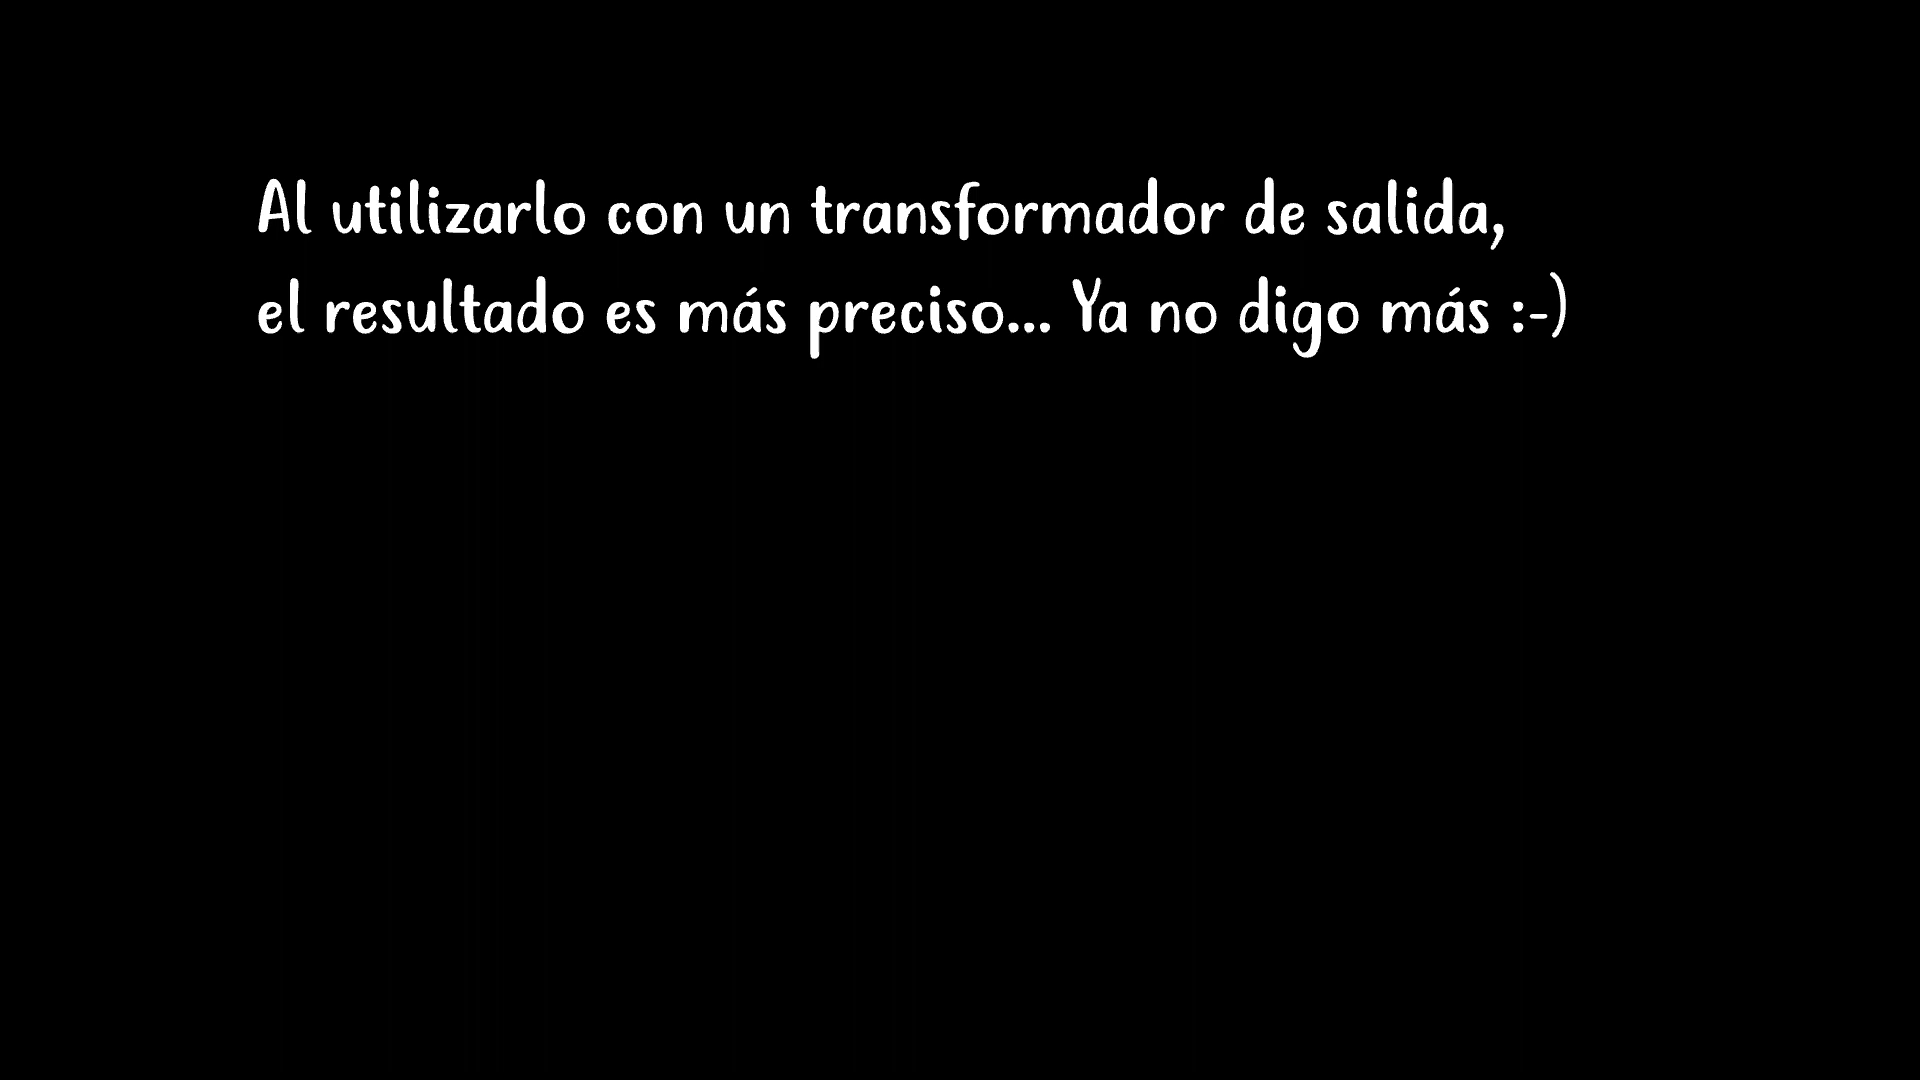 Al utilizarlo con un transformador de salida,
el resultado es más preciso... Ya no digo más :-)